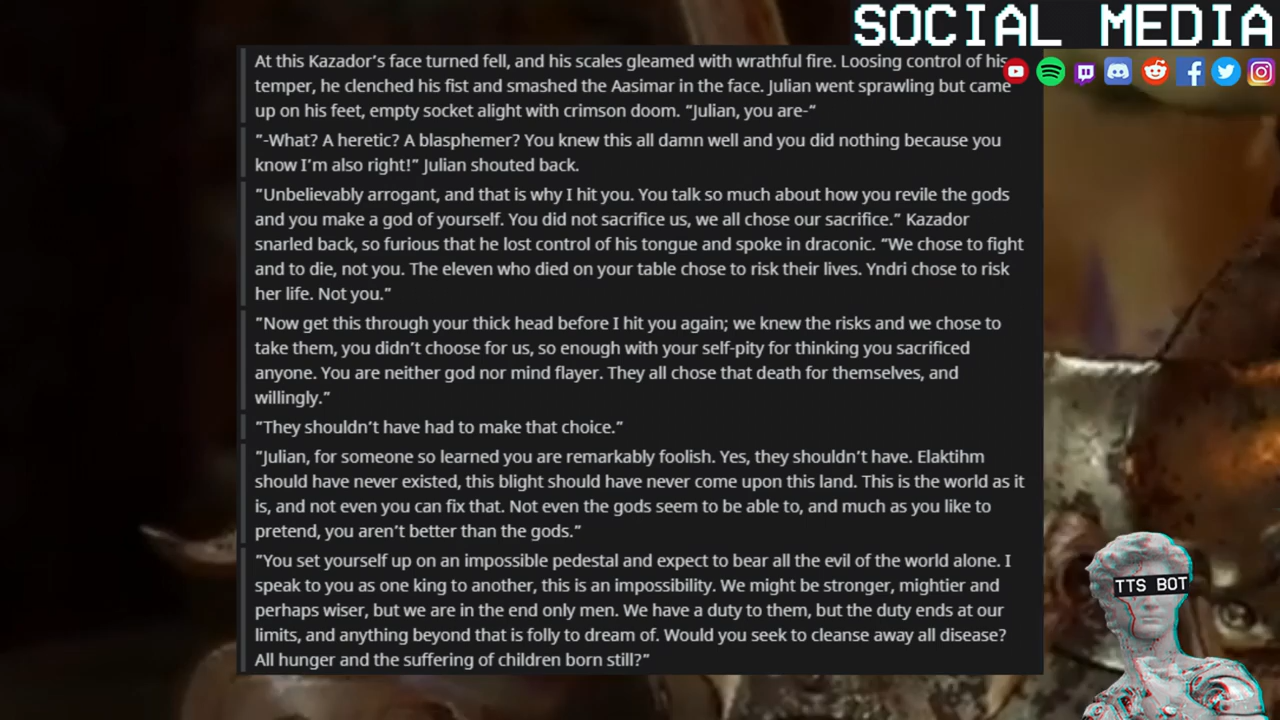 SOCIAL MEDIA
At this Kazador’s face turned fell, and his scales gleamed with wrathful fire. Loosing control of his
temper, he clenched his fist and smashed the Aasimar in the face. Julian went sprawling but came
up on his feet, empty socket alight with crimson doom. “Julian, you are-“
“-What? A heretic? A blasphemer? You knew this all damn well and you did nothing because you
know I’m also right!” Julian shouted back.
“Unbelievably arrogant, and that is why I hit you. You talk so much about how you revile the gods
and you make a god of yourself. You did not sacrifice us, we all chose our sacrifice.” Kazador
snarled back, so furious that he lost control of his tongue and spoke in draconic. “We chose to fight
and to die, not you. The eleven who died on your table chose to risk their lives. Yndri chose to risk
her life. Not you.”
“Now get this through your thick head before I hit you again; we knew the risks and we chose to
take them, you didn’t choose for us, so enough with your self-pity for thinking you sacrificed
anyone. You are neither god nor mind flayer. They all chose that death for themselves, and
willingly.”
“They shouldn’t have had to make that choice.”
“Julian, for someone so learned you are remarkably foolish. Yes, they shouldn’t have. Elaktihm
should have never existed, this blight should have never come upon this land. This is the world as it
is, and not even you can fix that. Not even the gods seem to be able to, and much as you like to
pretend, you aren’t better than the gods.”
“You set yourself up on an impossible pedestal and expect to bear all the evil of the world alone. I
speak to you as one king to another, this is an impossibility. We might be stronger, mightier and
perhaps wiser, but we are in the end only men. We have a duty to them, but the duty ends at our
limits, and anything beyond that is folly to dream of. Would you seek to cleanse away all disease?
All hunger and the suffering of children born still?”
TTS BOT